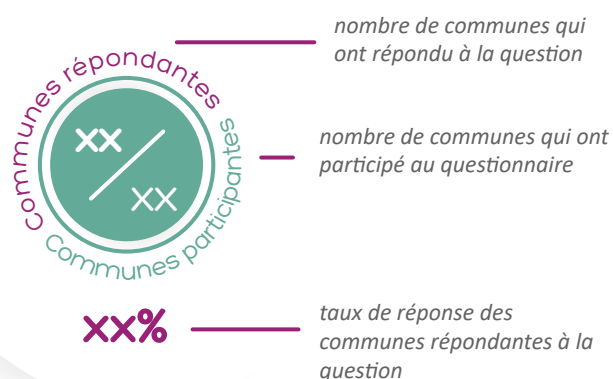 nombre de communes qui
ont répondu à la question
Communes répondantes
xx
xx
Communes participantes
nombre de communes qui ont
participé au questionnaire
xx%
taux de réponse des
communes répondantes à la
question